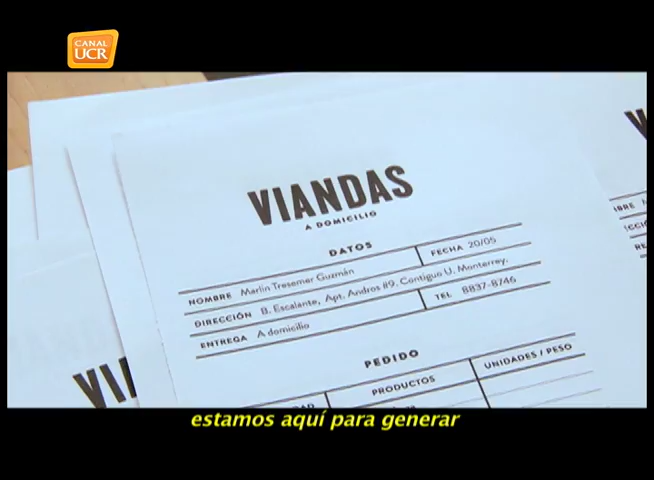 CANAL
UCR
VIANDAS
A DOMICILIO
DATOS
NOMBRE Marlin Tresemer Guzmán FECHA 20/05
DIRECCIÓN B. Escalante, Apt. Andros 89. Contiguo U. Monterrey.
ENTREGA A domicilio TEL 8837-8746
PEDIDO
PRODUCTOS UNIDADES / PESO
estamos aquí para generar